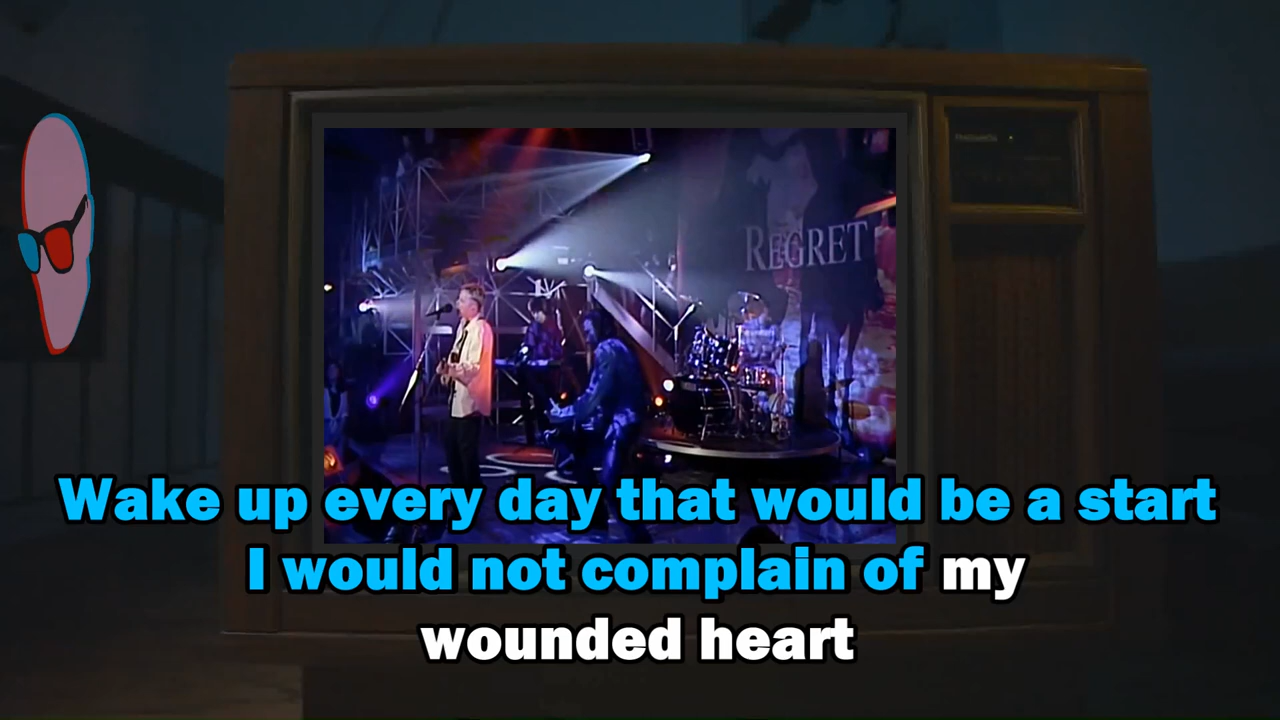 REGRET
Wake up every day that would be a start
I would not complain of my
wounded heart